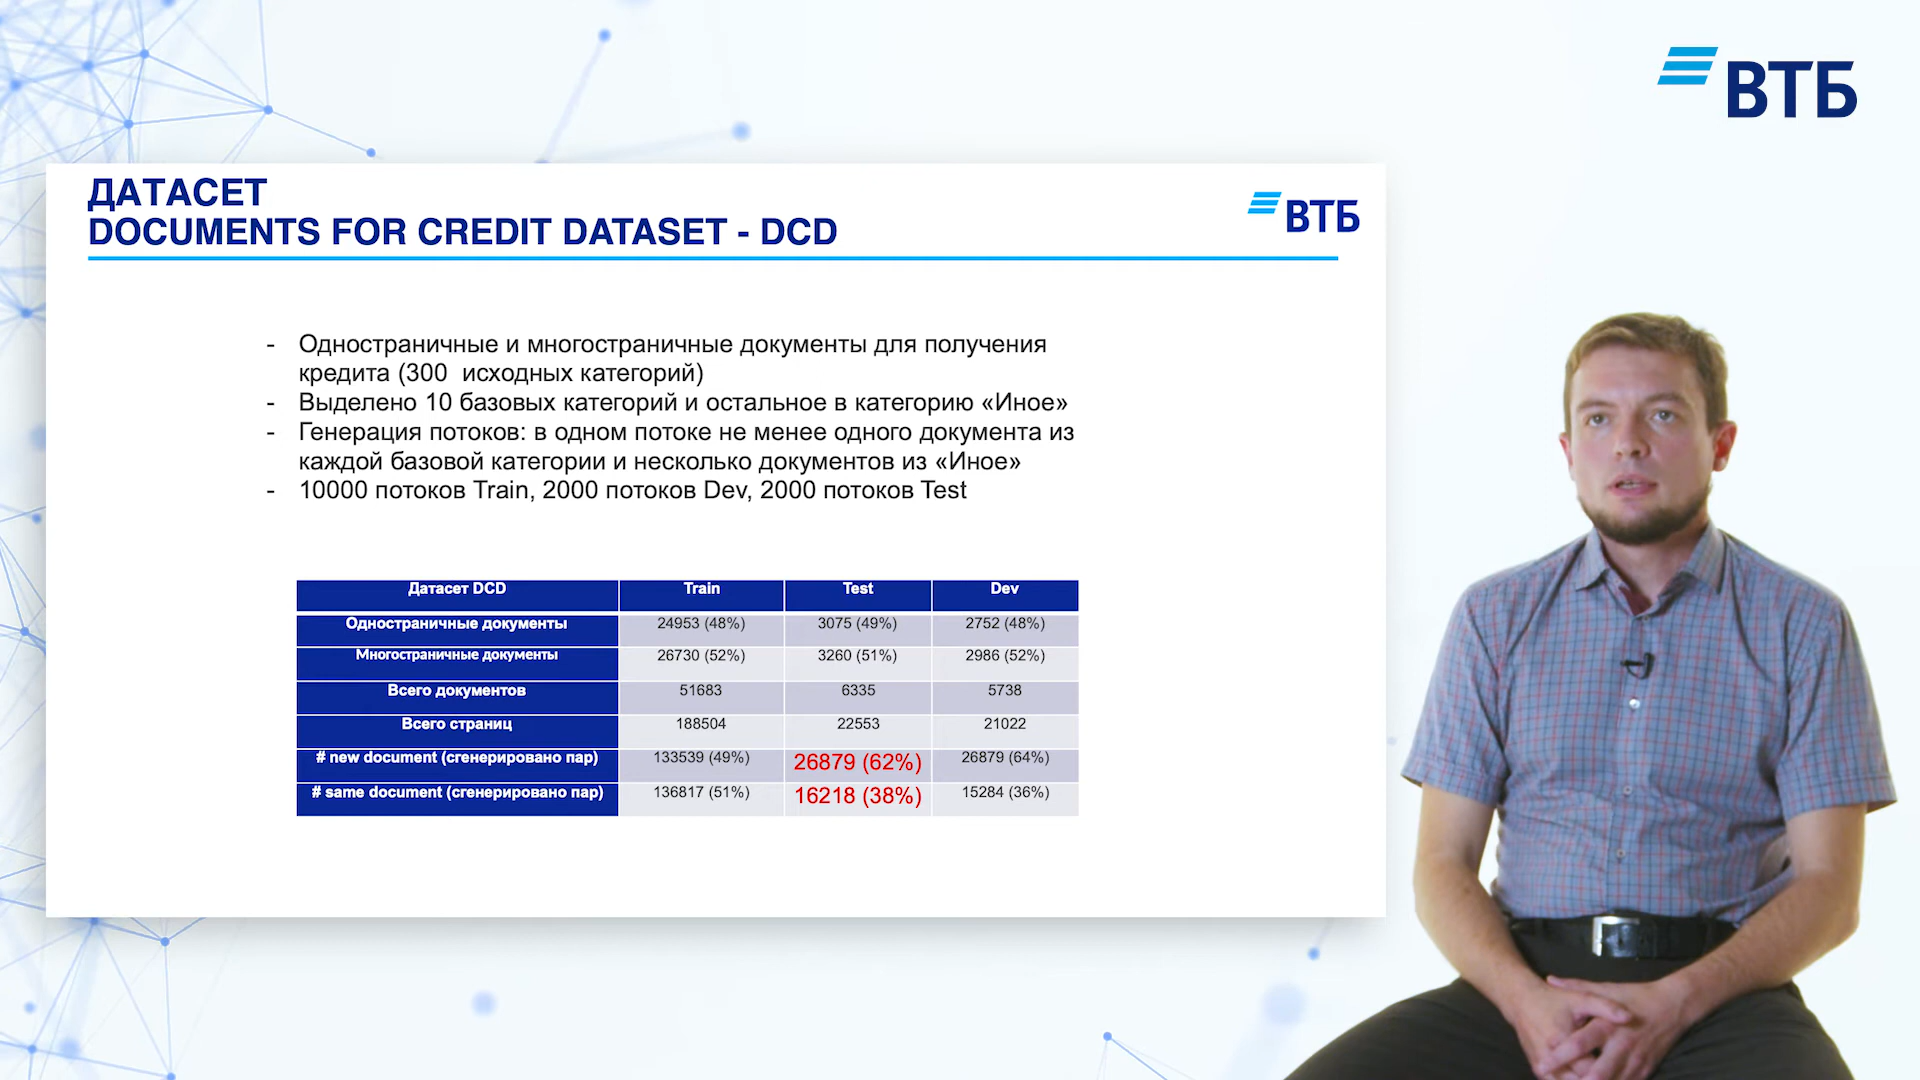 ВТБ
ДАТАСЕТ
DOCUMENTS FOR CREDIT DATASET - DCD
ВТБ
- Одностраничные и многостраничные документы для получения
кредита (300 исходных категорий)
- Выделено 10 базовых категорий и остальное в категорию «Иное»
- Генерация потоков: в одном потоке не менее одного документа из
каждой базовой категории и несколько документов из «Иное»
- 10000 потоков Train, 2000 потоков Dev, 2000 потоков Test
Датасет DCD Train Test Dev
Одностраничные документы 24953 (48%) 3075 (49%) 2752 (48%)
Многостраничные документы 26730 (52%) 3260 (51%) 2986 (52%)
Всего документов 51683 6335 5738
Всего страниц 188504 22553 21022
# new document (сгенерировано пар) 133539 (49%) 26879 (62%) 26879 (64%)
# same document (сгенерировано пар) 136817 (51%) 16218 (38%) 15284 (36%)